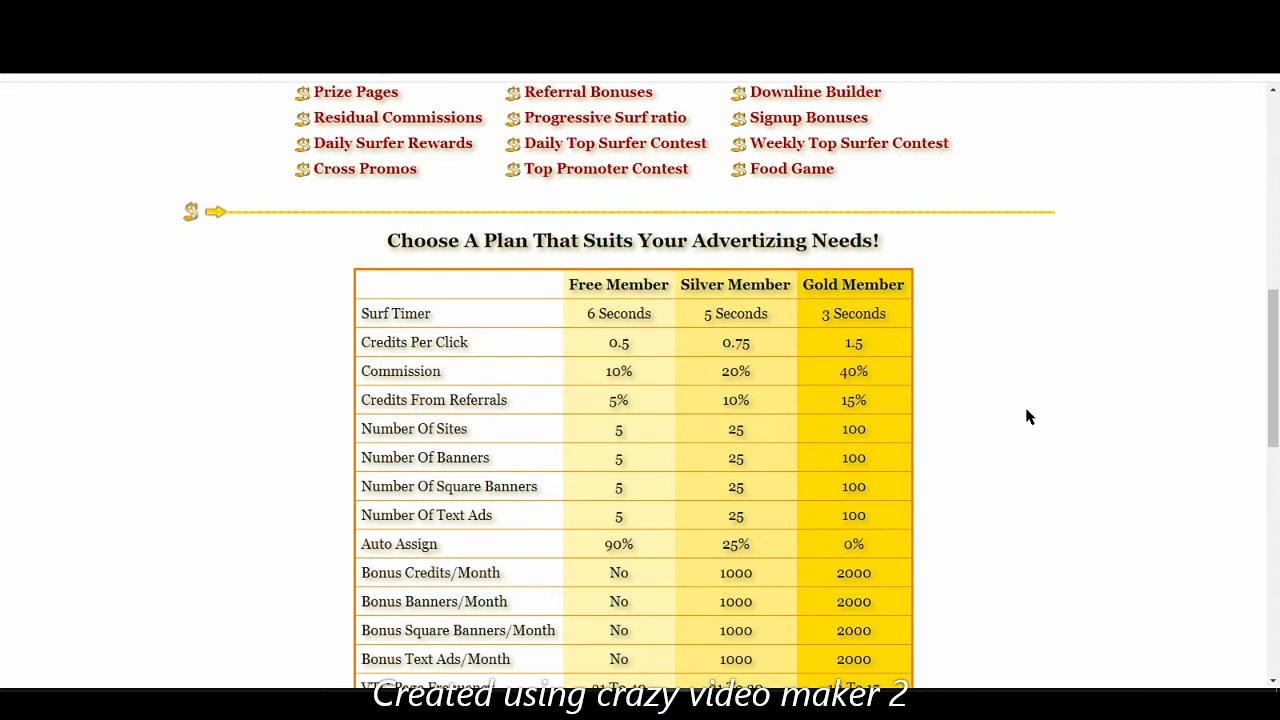 Prize Pages Referral Bonuses Downline Builder
Residual Commissions Progressive Surf ratio Signup Bonuses
Daily Surfer Rewards Daily Top Surfer Contest Weekly Top Surfer Contest
Cross Promos Top Promoter Contest Food Game
Choose A Plan That Suits Your Advertizing Needs!
Free Member Silver Member Gold Member
Surf Timer 6 Seconds 5 Seconds 3 Seconds
Credits Per Click 0.5 0.75 1.5
Commission 10% 20% 40%
Credits From Referrals 5% 10% 15%
Number Of Sites 5 25 100
Number Of Banners 5 25 100
Number Of Square Banners 5 25 100
Number Of Text Ads 5 25 100
Auto Assign 90% 25% 0%
Bonus Credits/Month No 1000 2000
Bonus Banners/Month No 1000 2000
Bonus Square Banners/Month No 1000 2000
Bonus Text Ads/Month No 1000 2000
Created using crazy video maker 2